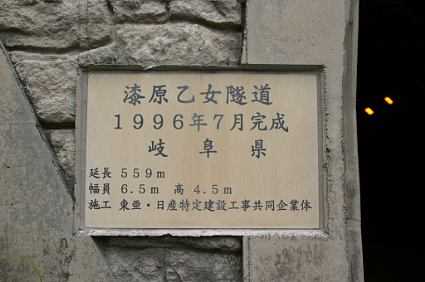 漆原乙女隧道
1996年7月完成
岐阜県
延長 559m
幅員 6.5m 高 4.5m
施工 東亜・日産特定建設工事共同企業体